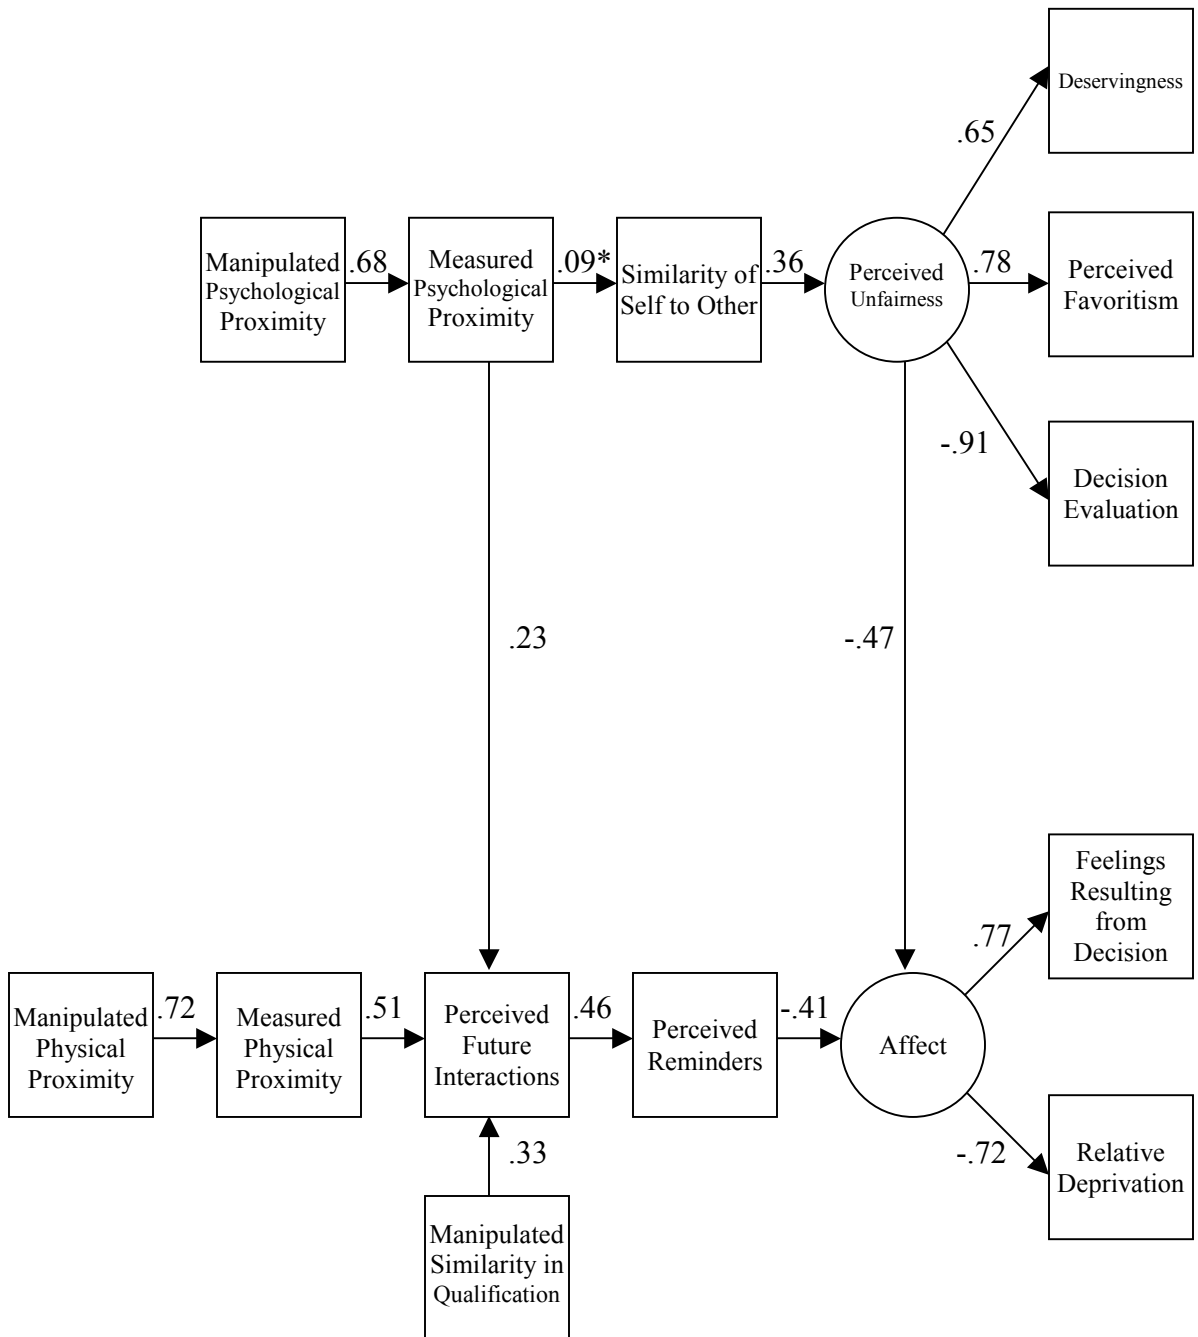 Deservingness
.65
Manipulated
Psychological
Proximity
.68
Measured
Psychological
Proximity
.09*
Similarity of
Self to Other
.36
Perceived
Unfairness
.78
Perceived
Favoritism
-.91
Decision
Evaluation
.23
-.47
Feelings
Resulting
from
Decision
.77
Manipulated
Physical
Proximity
.72
Measured
Physical
Proximity
.51
Perceived
Future
Interactions
.46
Perceived
Reminders
-.41
Affect
-.72
Relative
Deprivation
.33
Manipulated
Similarity in
Qualification